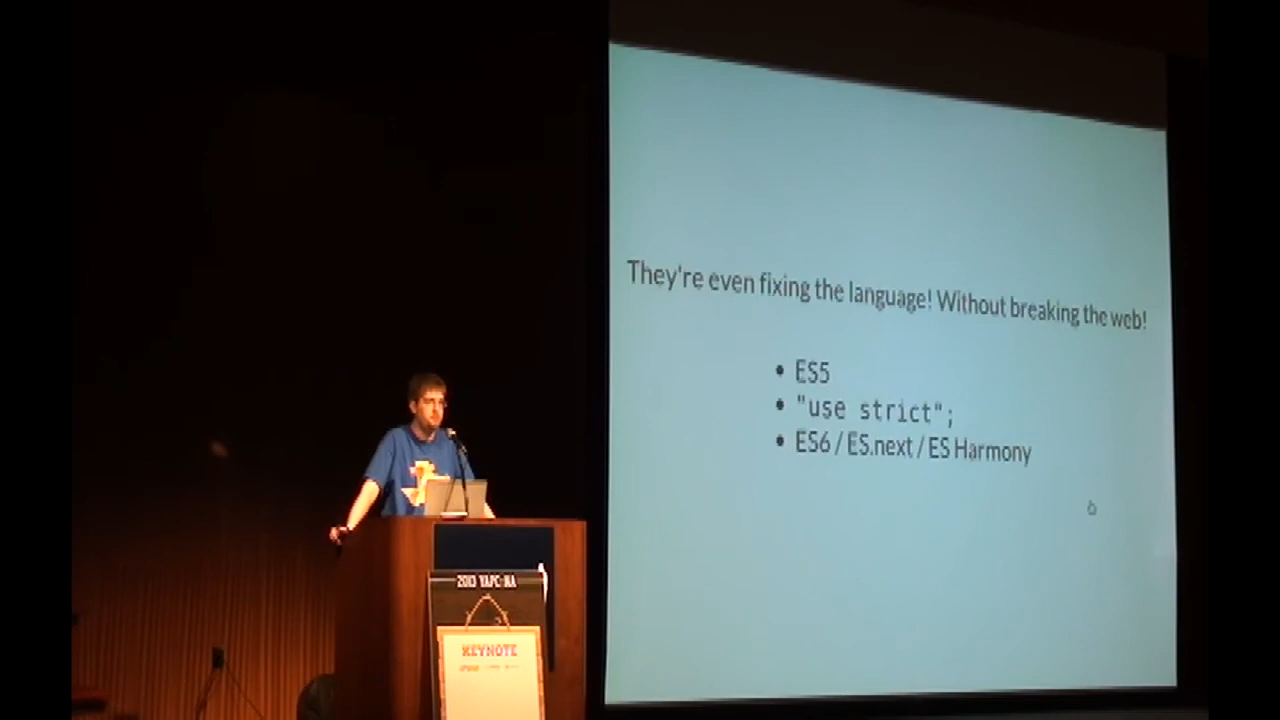 They're even fixing the language! Without breaking the web!
• ES5
• "use strict";
• ES6 / ES.next / ES Harmony
2013 YAPC::NA
KEYNOTE